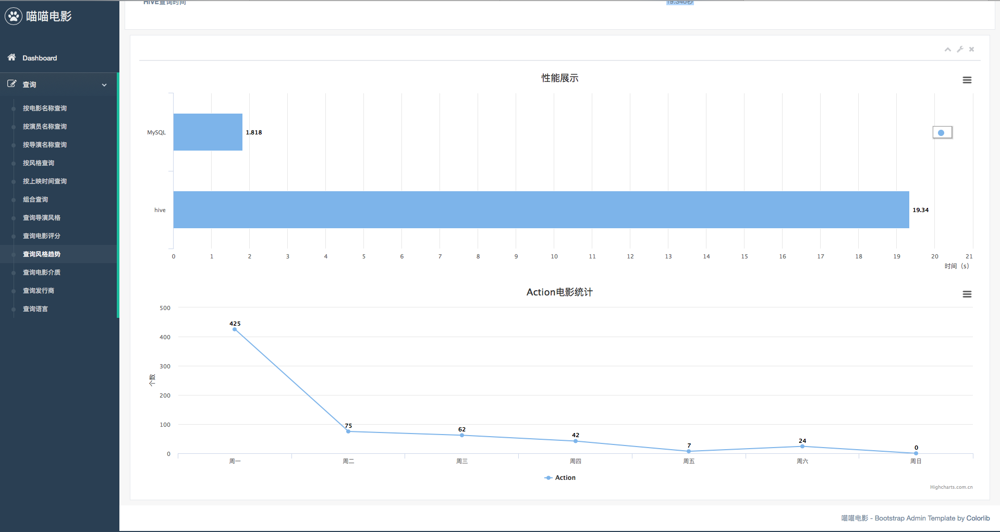 喵喵电影
Dashboard
查询
按电影名称查询
按演员名称查询
按导演名称查询
按风格查询
按上映时间查询
组合查询
查询导演风格
查询电影评分
查询风格趋势
查询电影介质
查询发行商
查询语言
HIVE查询时间 19.340秒
性能展示
MySQL 1.818
hive 19.34
0 1 2 3 4 5 6 7 8 9 10 11 12 13 14 15 16 17 18 19 20 21
时间（s）
Action电影统计
个数
500
400
300
200
100
0
425 75 62 42 7 24 0
周一 周二 周三 周四 周五 周六 周日
Action
Highcharts.com.cn
喵喵电影 - Bootstrap Admin Template by Colorlib